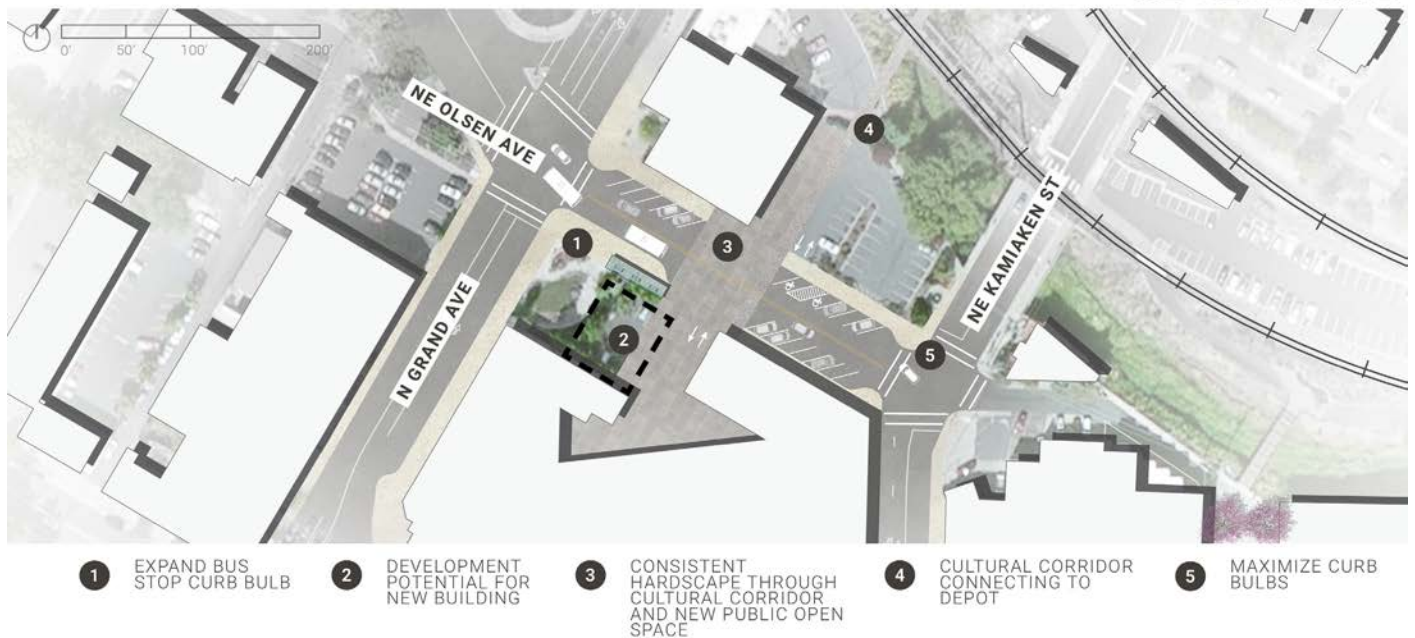 0' 50' 100' 200'
NE OLSEN AVE
4
NE KAMIAKEN ST
1
3
2
5
N GRAND AVE
1 EXPAND BUS
STOP CURB BULB
2 DEVELOPMENT
POTENTIAL FOR
NEW BUILDING
3 CONSISTENT
HARDSCAPE THROUGH
CULTURAL CORRIDOR
AND NEW PUBLIC OPEN
SPACE
4 CULTURAL CORRIDOR
CONNECTING TO
DEPOT
5 MAXIMIZE CURB
BULBS